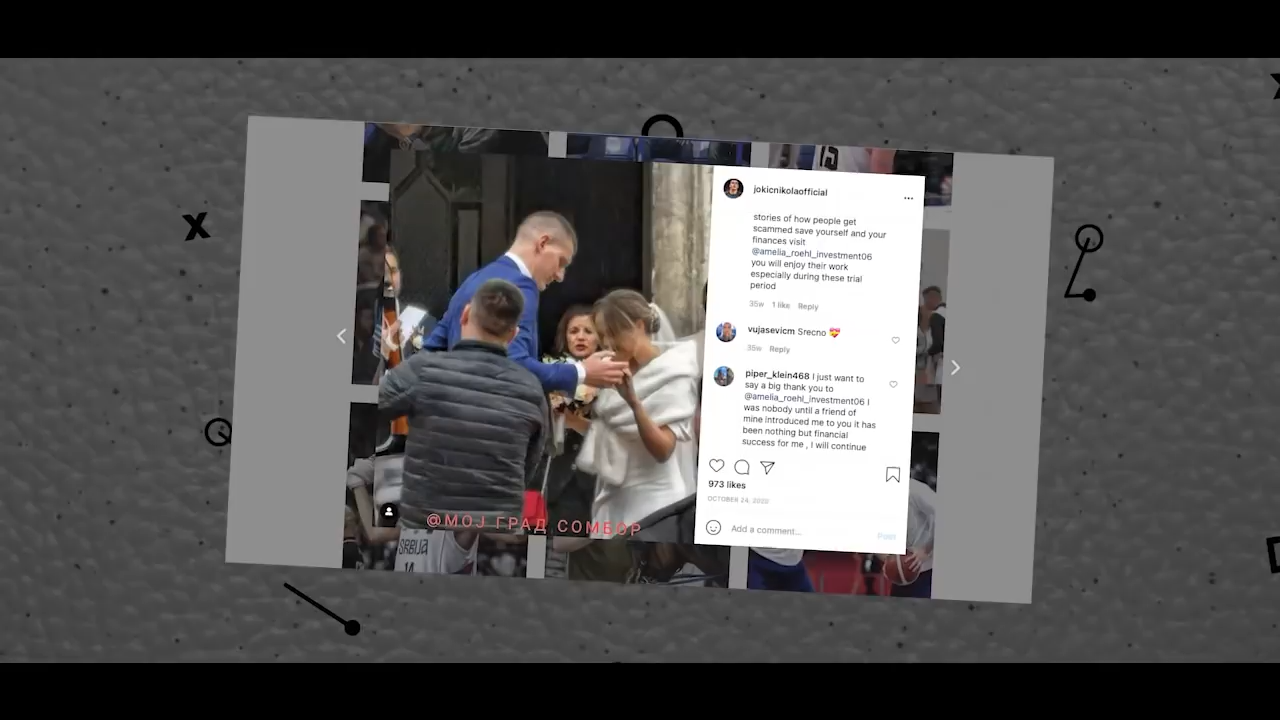 jokicnikolaofficial
stories of how people get
scammed save yourself and your
finances visit
@amelia_roehl_investment06
you will enjoy their work
especially during these trial
period
35w 1 like Reply
vujasevicm Srecno 💝
35w Reply
piper_klein468 I just want to
say a big thank you to
@amelia_roehl_investment06 I
was nobody until a friend of
mine introduced me to you it has
been nothing but financial
success for me , I will continue
973 likes
OCTOBER 24, 2022
Add a comment...
Post
@МОЈ ГРАД СОМБОР
SRBIJA
14